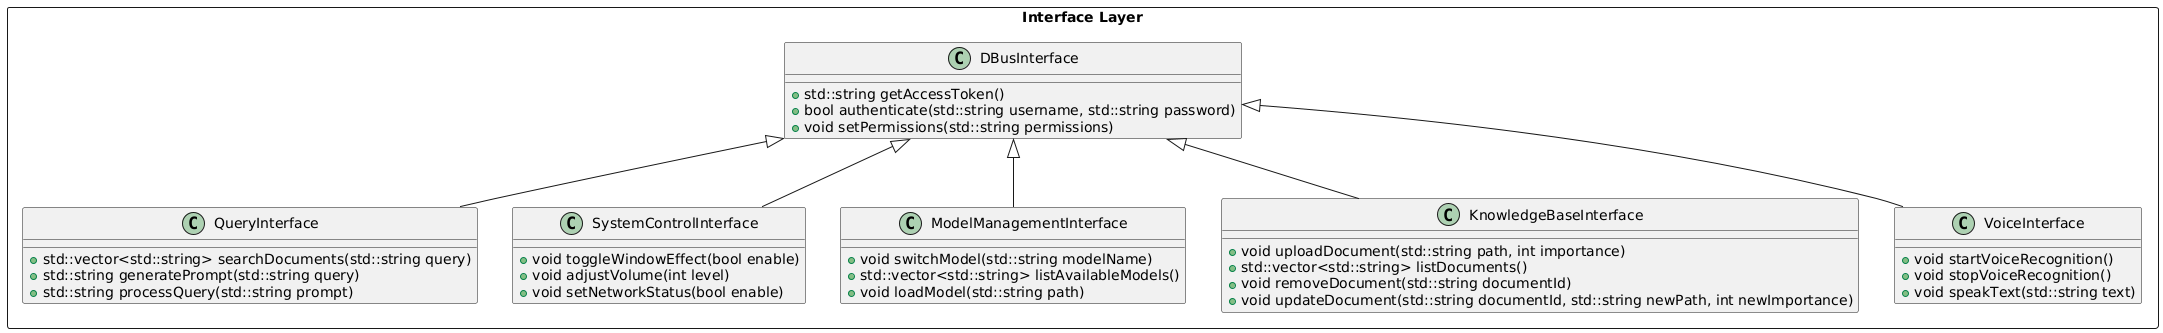 Interface Layer
C DBusInterface
std::string getAccessToken()
bool authenticate(std::string username, std::string password)
void setPermissions(std::string permissions)
C QueryInterface
std::vector<std::string> searchDocuments(std::string query)
std::string generatePrompt(std::string query)
std::string processQuery(std::string prompt)
C SystemControlInterface
void toggleWindowEffect(bool enable)
void adjustVolume(int level)
void setNetworkStatus(bool enable)
C ModelManagementInterface
void switchModel(std::string modelName)
std::vector<std::string> listAvailableModels()
void loadModel(std::string path)
C KnowledgeBaseInterface
void uploadDocument(std::string path, int importance)
std::vector<std::string> listDocuments()
void removeDocument(std::string documentId)
void updateDocument(std::string documentId, std::string newPath, int newImportance)
C VoiceInterface
void startVoiceRecognition()
void stopVoiceRecognition()
void speakText(std::string text)